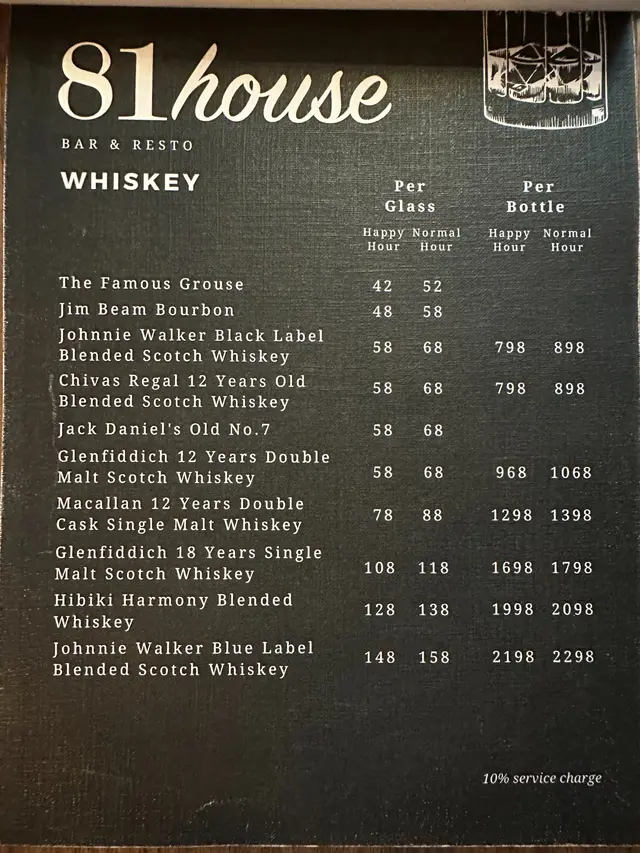 81 house
BAR & RESTO
WHISKEY
Per Per
Glass Bottle
Happy Normal Happy Normal
Hour Hour Hour Hour
The Famous Grouse 42 52
Jim Beam Bourbon 48 58
Johnnie Walker Black Label
Blended Scotch Whiskey 58 68 798 898
Chivas Regal 12 Years Old
Blended Scotch Whiskey 58 68 798 898
Jack Daniel's Old No.7 58 68
Glenfiddich 12 Years Double
Malt Scotch Whiskey 58 68 968 1068
Macallan 12 Years Double
Cask Single Malt Whiskey 78 88 1298 1398
Glenfiddich 18 Years Single
Malt Scotch Whiskey 108 118 1698 1798
Hibiki Harmony Blended
Whiskey 128 138 1998 2098
Johnnie Walker Blue Label
Blended Scotch Whiskey 148 158 2198 2298
10% service charge